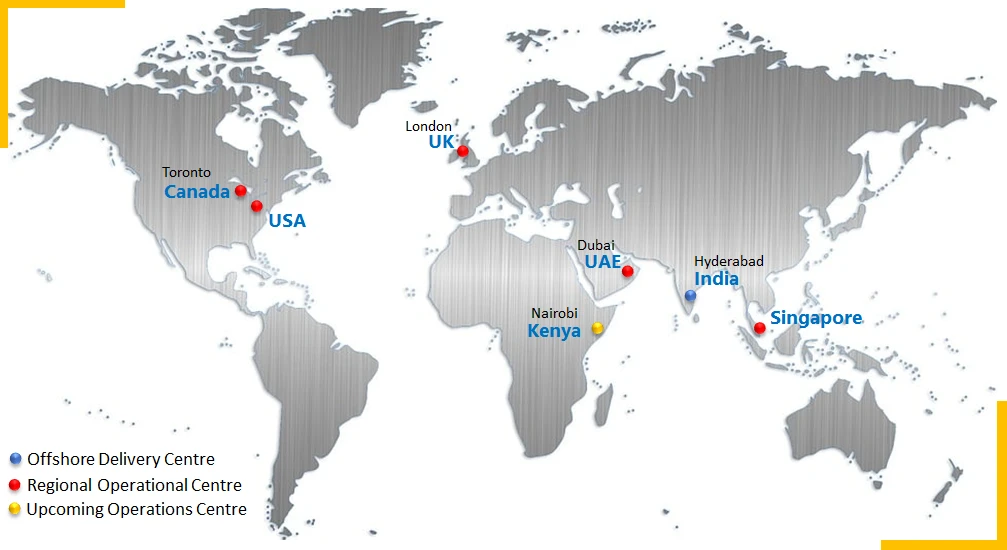 London
UK
Toronto
Canada
USA
Dubai
UAE
Hyderabad
India
Nairobi
Kenya
Singapore
Offshore Delivery Centre
Regional Operational Centre
Upcoming Operations Centre